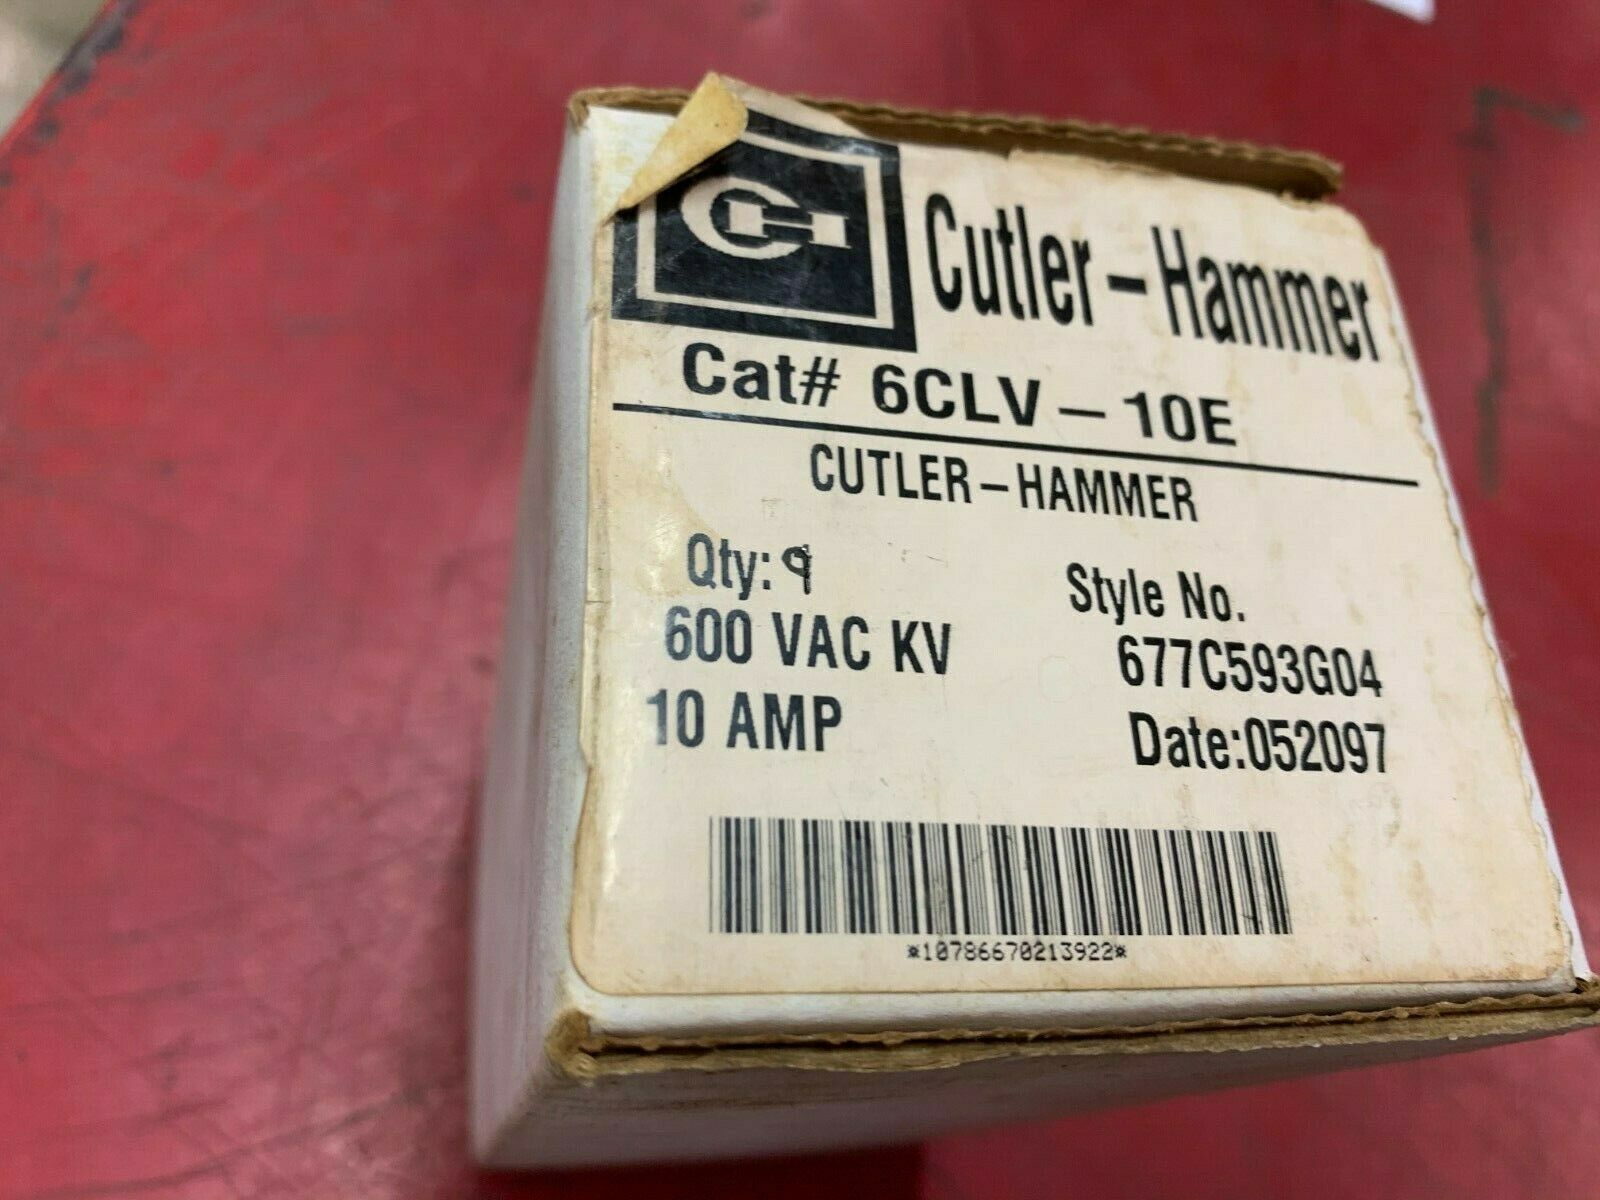 CH Cutler-Hammer
Cat# 6CLV-10E
CUTLER-HAMMER
Qty: 9
Style No.
600 VAC KV
677C593G04
10 AMP
Date:052097
*10786670213922*